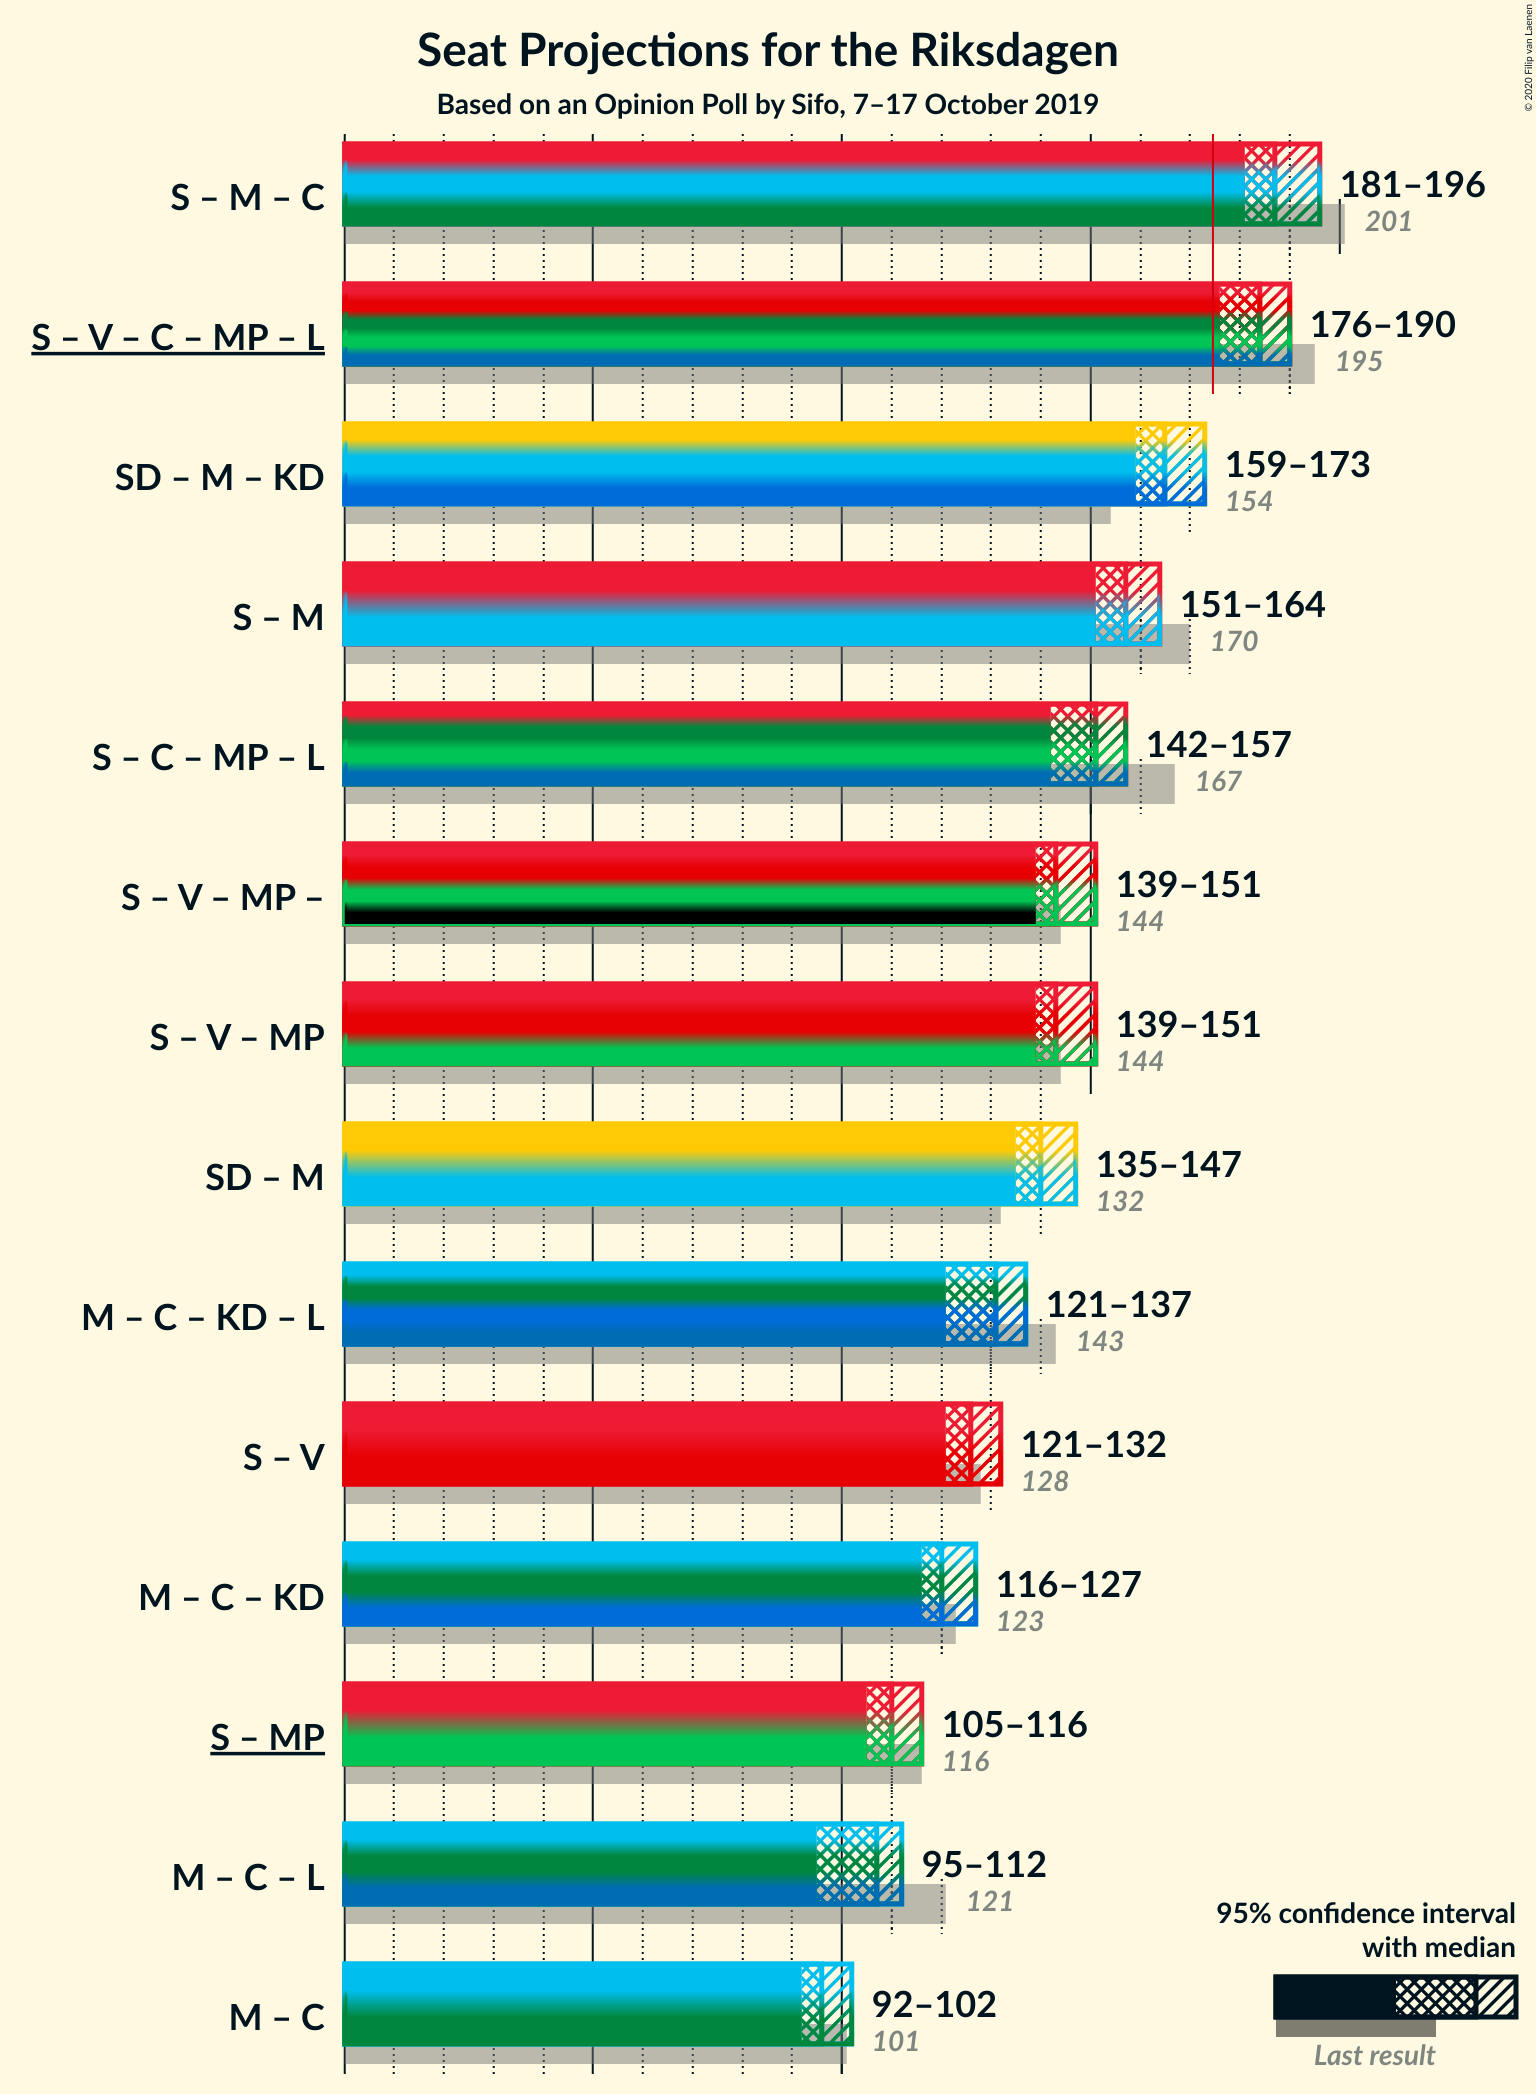 Seat Projections for the Riksdagen
Based on an Opinion Poll by Sifo, 7–17 October 2019
© 2020 Filip van Laenen
S – M – C
181–196
201
S – V – C – MP – L
176–190
195
SD – M – KD
159–173
154
S – M
151–164
170
S – C – MP – L
142–157
167
S – V – MP –
139–151
144
S – V – MP
139–151
144
SD – M
135–147
132
M – C – KD – L
121–137
143
S – V
121–132
128
M – C – KD
116–127
123
S – MP
105–116
116
M – C – L
95–112
121
M – C
92–102
101
95% confidence interval
with median
Last result